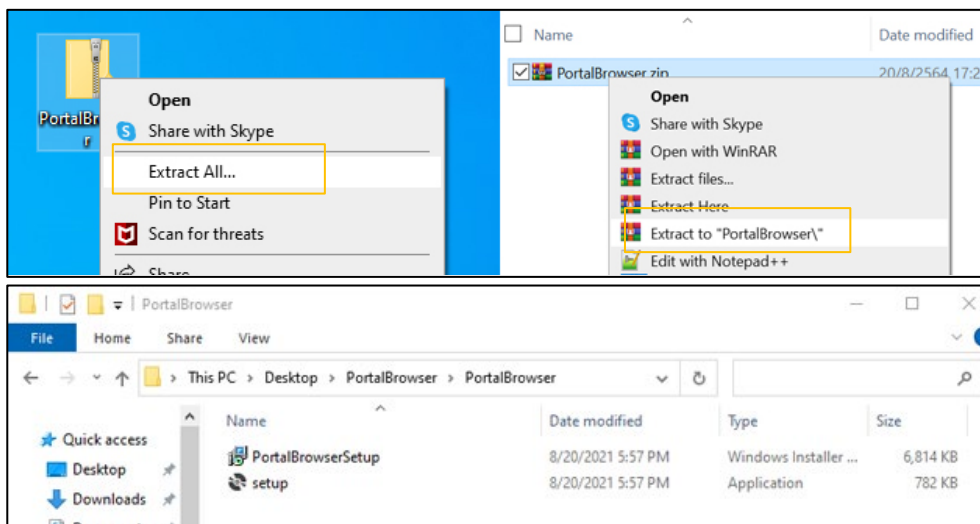 PortalBr
r
Open
Share with Skype
Extract All...
Pin to Start
Scan for threats
Share
Name
Date modified
PortalBrowser.zip
20/8/2564 17:2
Open
Share with Skype
Open with WinRAR
Extract files...
Extract Here
Extract to "PortalBrowser\"
Edit with Notepad++
PortalBrowser
File Home Share View
This PC > Desktop > PortalBrowser > PortalBrowser
Name Date modified Type Size
Quick access
Desktop
Downloads
PortalBrowserSetup 8/20/2021 5:57 PM Windows Installer ... 6,814 KB
setup 8/20/2021 5:57 PM Application 782 KB